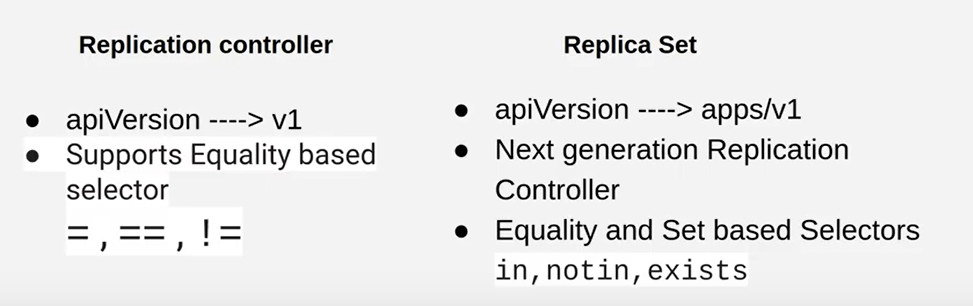 Replication controller
● apiVersion ----> v1
● Supports Equality based
selector
=,==,!=
Replica Set
● apiVersion ----> apps/v1
● Next generation Replication
Controller
● Equality and Set based Selectors
in,notin,exists